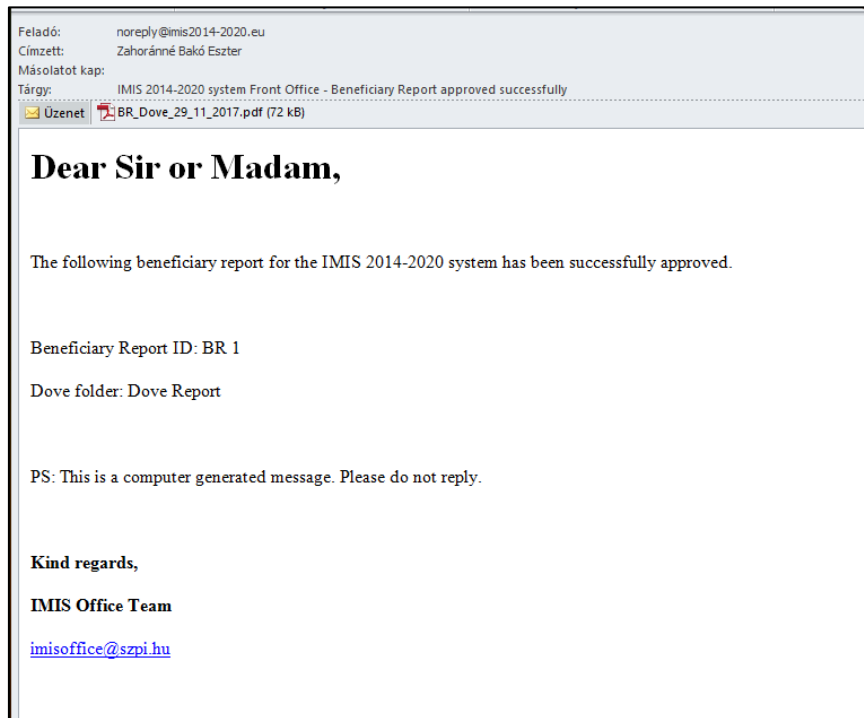 Feladó: noreply@imis2014-2020.eu
Címzett: Zahoránné Bakó Eszter
Másolatot kap:
Tárgy: IMIS 2014-2020 system Front Office - Beneficiary Report approved successfully
Üzenet BR_Dove_29_11_2017.pdf (72 kB)
Dear Sir or Madam,
The following beneficiary report for the IMIS 2014-2020 system has been successfully approved.
Beneficiary Report ID: BR 1
Dove folder: Dove Report
PS: This is a computer generated message. Please do not reply.
Kind regards,
IMIS Office Team
imisoffice@szpi.hu